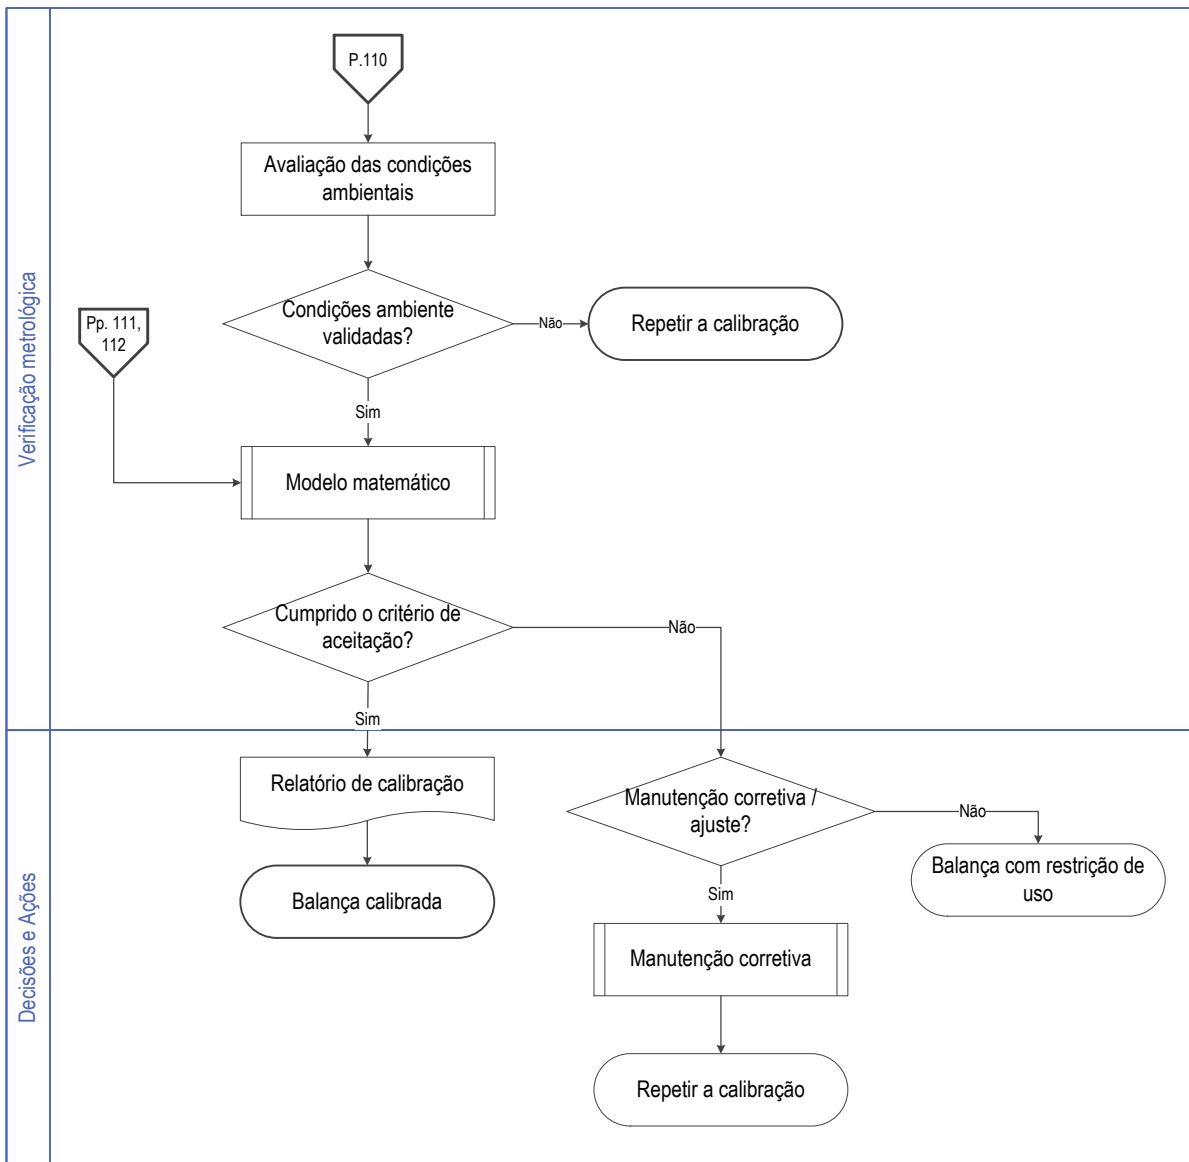 P.110
Avaliação das condições
ambientais
Verificação metrológica
Condições ambiente
validadas?
Não
Repetir a calibração
Pp. 111,
112
Sim
Modelo matemático
Cumprido o critério de
aceitação?
Não
Sim
Decisões e Ações
Relatório de calibração
Manutenção corretiva /
ajuste?
Não
Balança com restrição de
uso
Balança calibrada
Sim
Manutenção corretiva
Repetir a calibração